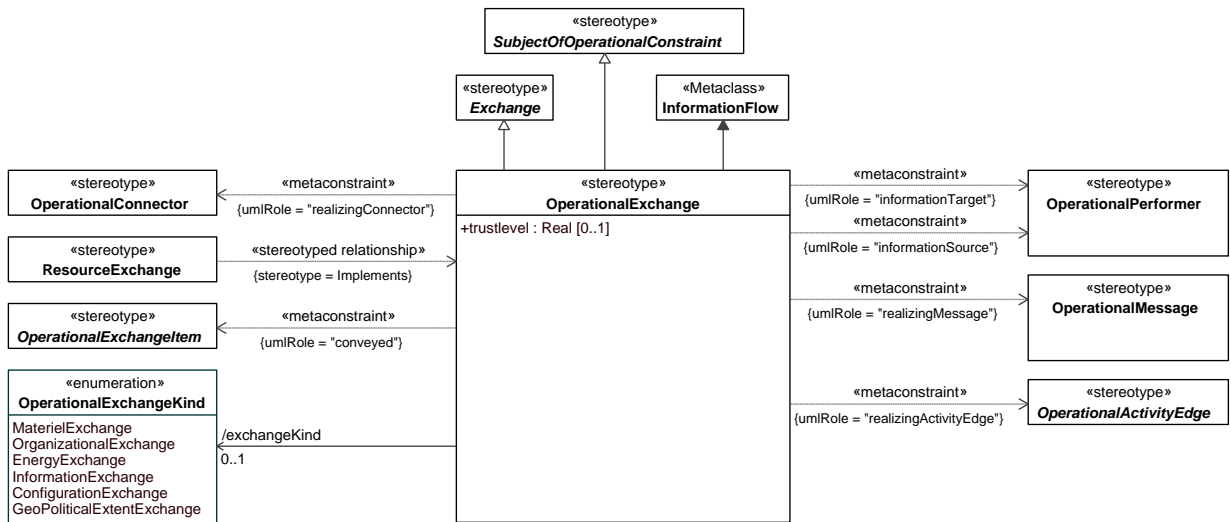 «stereotype»
SubjectOfOperationalConstraint
«stereotype»
Exchange
«Metaclass»
InformationFlow
«stereotype»
OperationalConnector
«metaconstraint»
{umlRole = "realizingConnector"}
«stereotype»
ResourceExchange
«stereotyped relationship»
{stereotype = Implements}
«stereotype»
OperationalExchangeItem
«metaconstraint»
{umlRole = "conveyed"}
«enumeration»
OperationalExchangeKind
MaterielExchange
OrganizationalExchange
EnergyExchange
InformationExchange
ConfigurationExchange
GeoPoliticalExtentExchange
/exchangeKind
0..1
«stereotype»
OperationalExchange
+trustlevel : Real [0..1]
«metaconstraint»
{umlRole = "informationTarget"}
«metaconstraint»
{umlRole = "informationSource"}
«stereotype»
OperationalPerformer
«metaconstraint»
{umlRole = "realizingMessage"}
«stereotype»
OperationalMessage
«metaconstraint»
{umlRole = "realizingActivityEdge"}
«stereotype»
OperationalActivityEdge